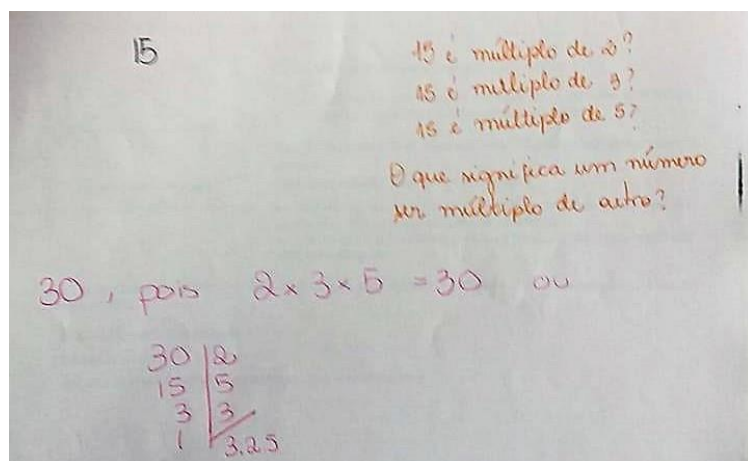 15
15 é múltiplo de 2?
15 é multiplo de 3?
15 é múltiplo de 5?
O que significa um número
ser múltiplo de outro?
30, pois 2 x 3 x 5 = 30 ou
30 | 2
15 | 5
3 | 3
1 | 3.2.5